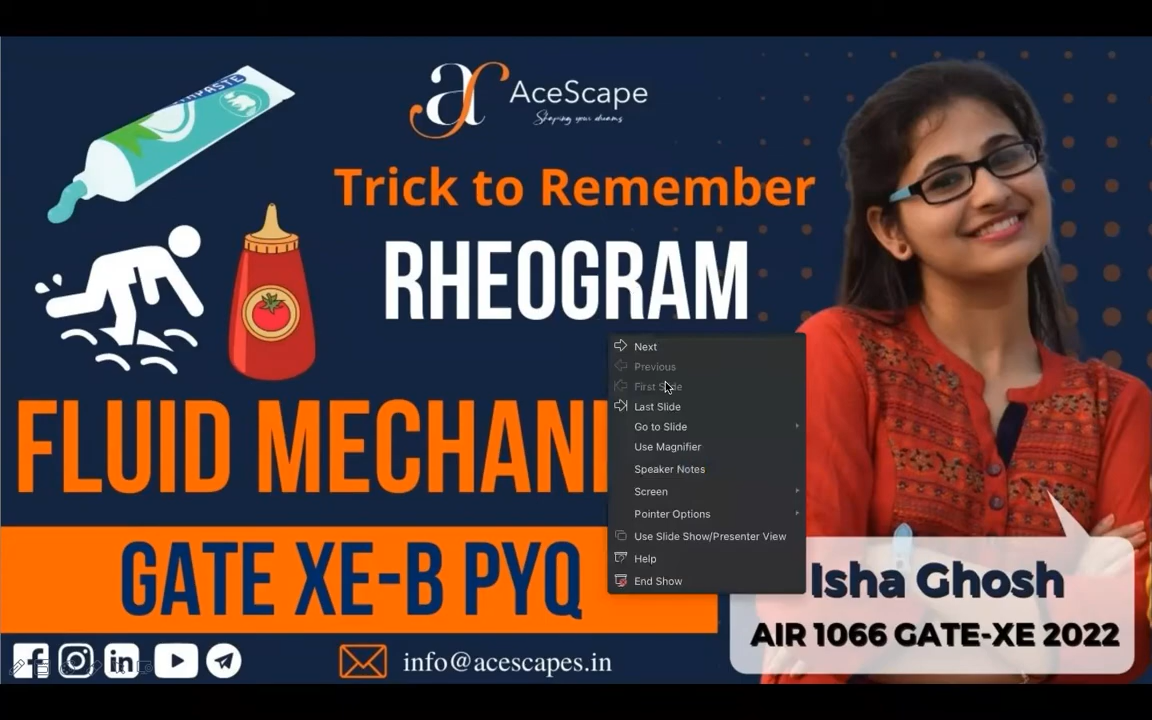 AceScape
Shaping your dreams
Trick to Remember
RHEOGRAM
FLUID MECHANI
GATE XE-B PYQ
Next
Previous
First Slide
Last Slide
Go to Slide
Use Magnifier
Speaker Notes
Screen
Pointer Options
Use Slide Show/Presenter View
Help
End Show
Isha Ghosh
AIR 1066 GATE-XE 2022
info@acescapes.in